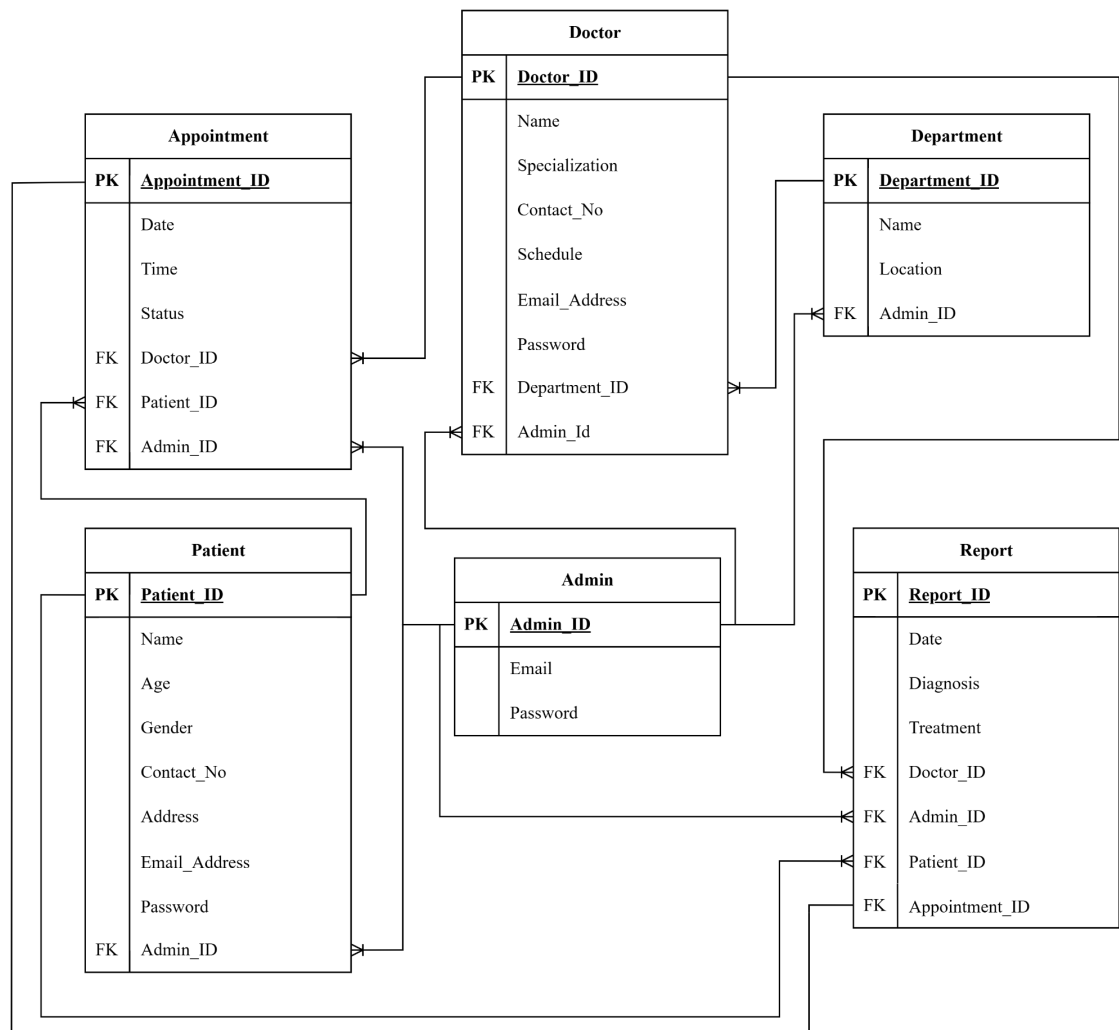 Doctor
PK Doctor_ID
Name
Specialization
Contact_No
Schedule
Email_Address
Password
FK Department_ID
FK Admin_Id
Appointment
PK Appointment_ID
Date
Time
Status
FK Doctor_ID
FK Patient_ID
FK Admin_ID
Department
PK Department_ID
Name
Location
FK Admin_ID
Patient
PK Patient_ID
Name
Age
Gender
Contact_No
Address
Email_Address
Password
FK Admin_ID
Admin
PK Admin_ID
Email
Password
Report
PK Report_ID
Date
Diagnosis
Treatment
FK Doctor_ID
FK Admin_ID
FK Patient_ID
FK Appointment_ID